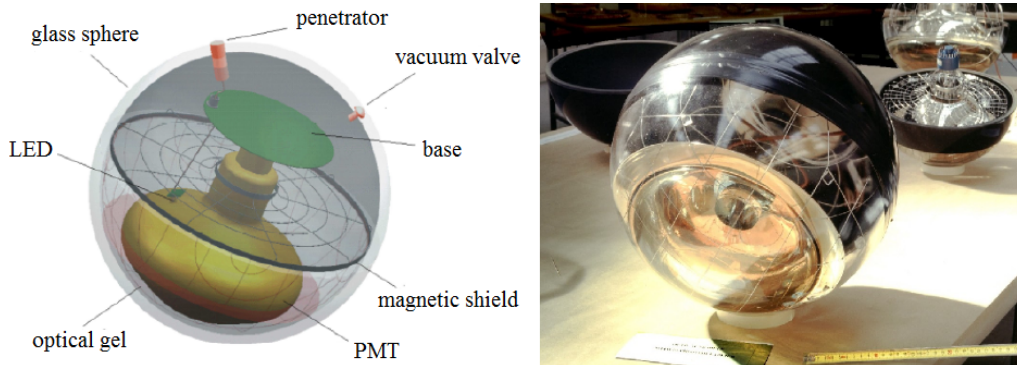 penetrator
glass sphere
vacuum valve
LED
base
magnetic shield
optical gel
PMT